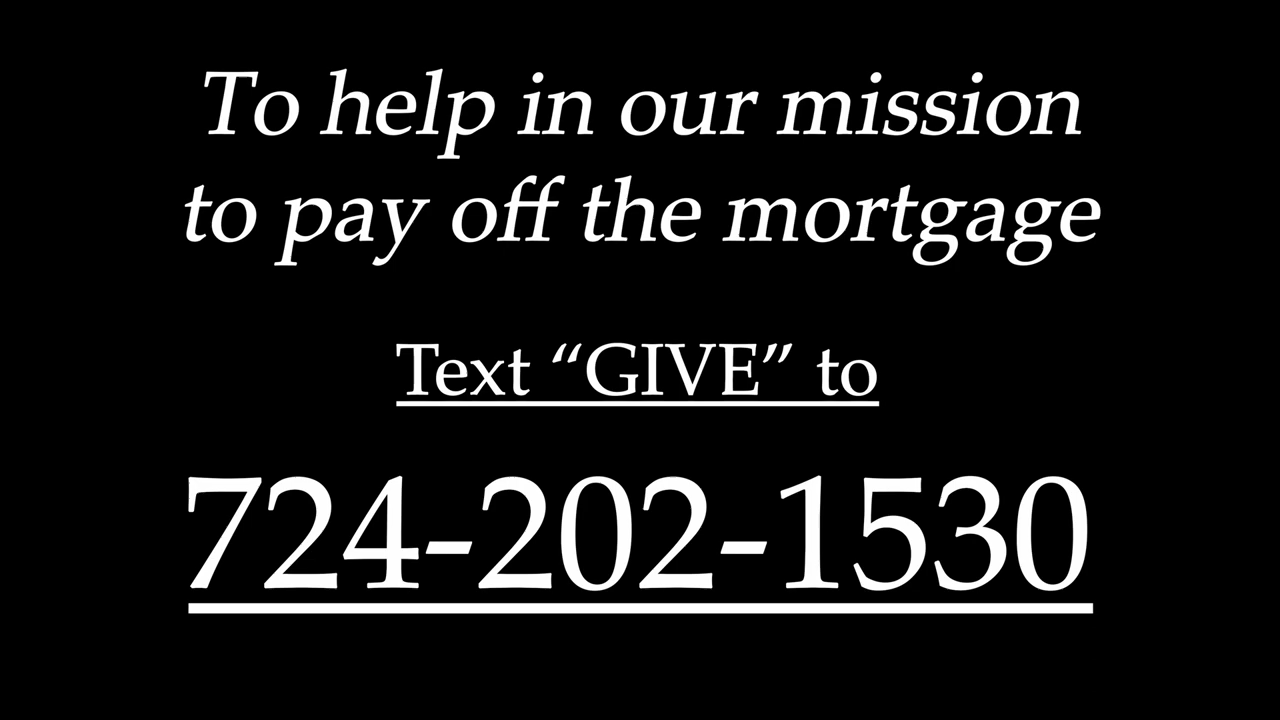 To help in our mission
to pay off the mortgage
Text “GIVE” to
724-202-1530